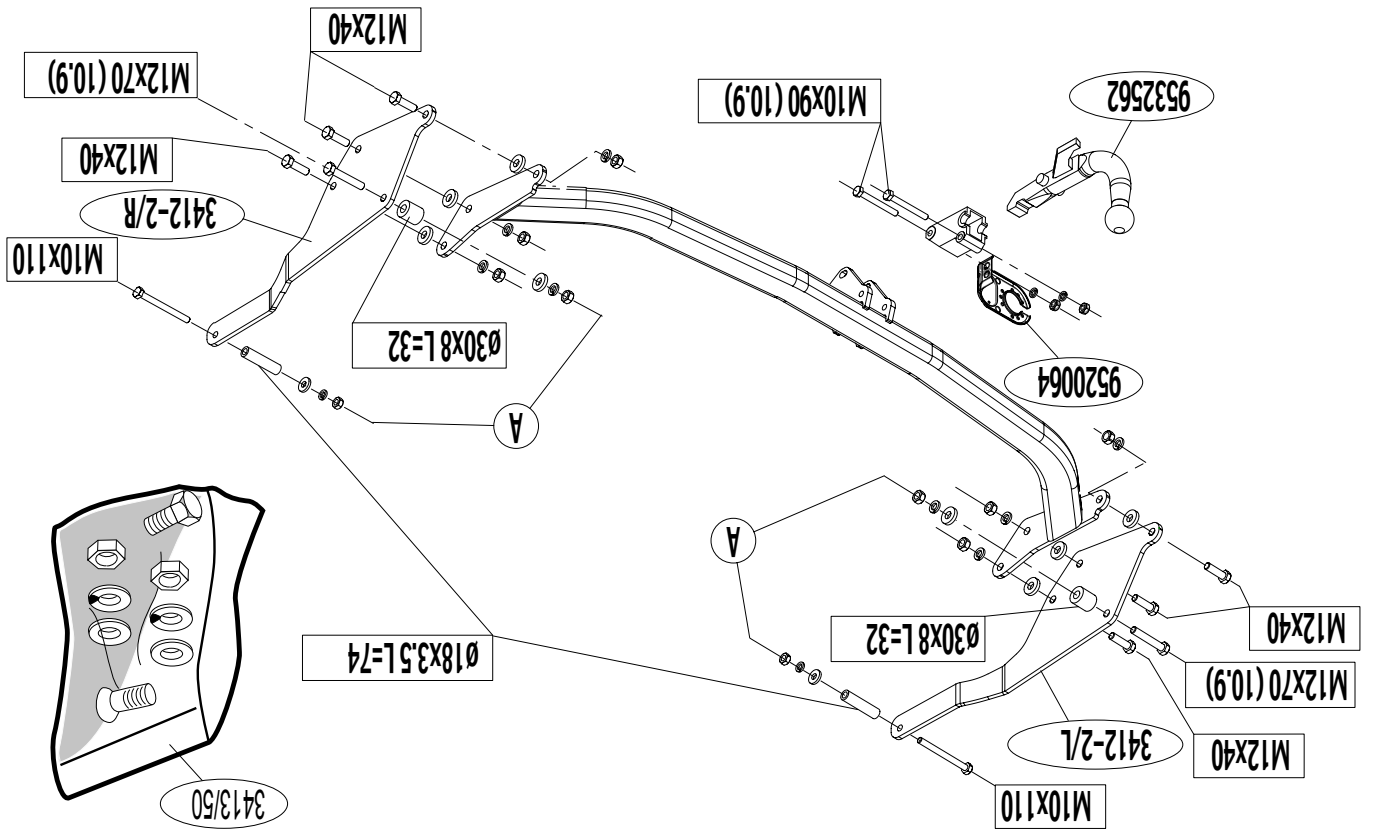 M10x110
3413/50
M12x40
3412-2/L
M12x70 (10.9)
ø18x3.5 L=74
ø30x8 L=32
M12x40
A
A
9520064
ø30x8 L=32
M10x110
3412-2/R
M12x40
9532562
M10x90 (10.9)
M12x70 (10.9)
M12x40